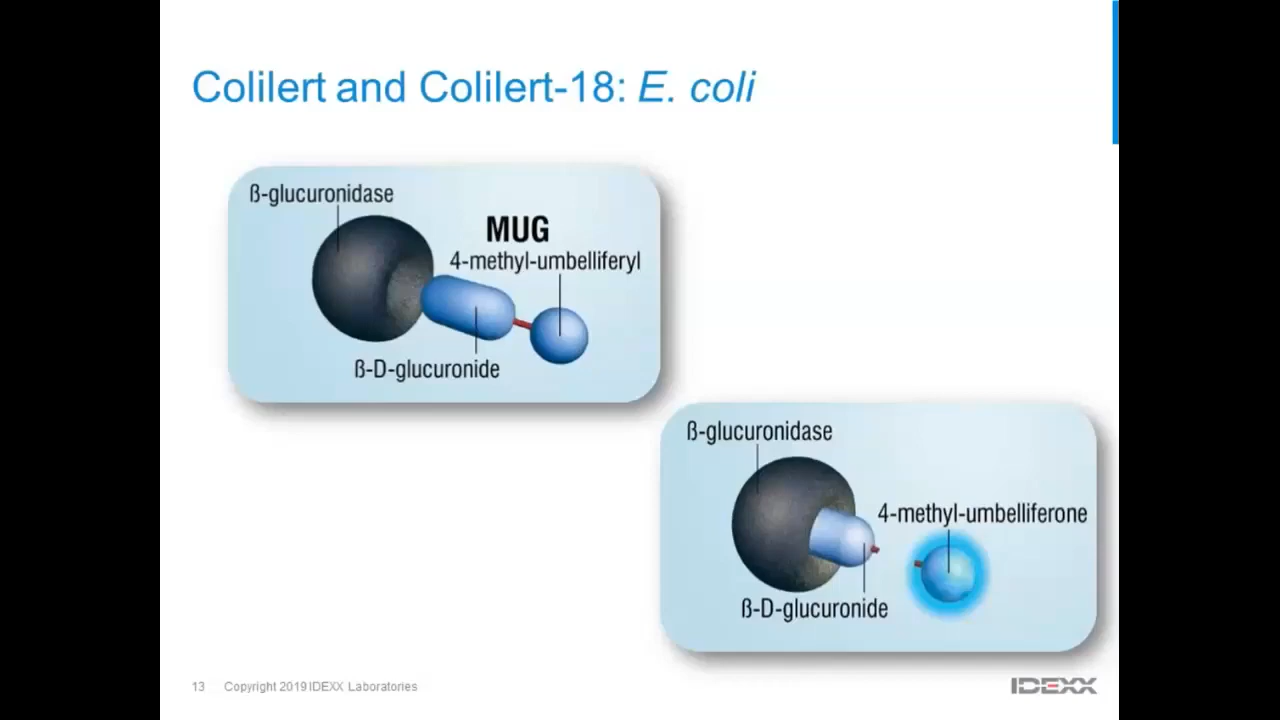 Colilert and Colilert-18: E. coli
ß-glucuronidase
MUG
4-methyl-umbelliferyl
ß-D-glucuronide
ß-glucuronidase
4-methyl-umbelliferone
ß-D-glucuronide
13 Copyright 2019 IDEXX Laboratories
IDEXX